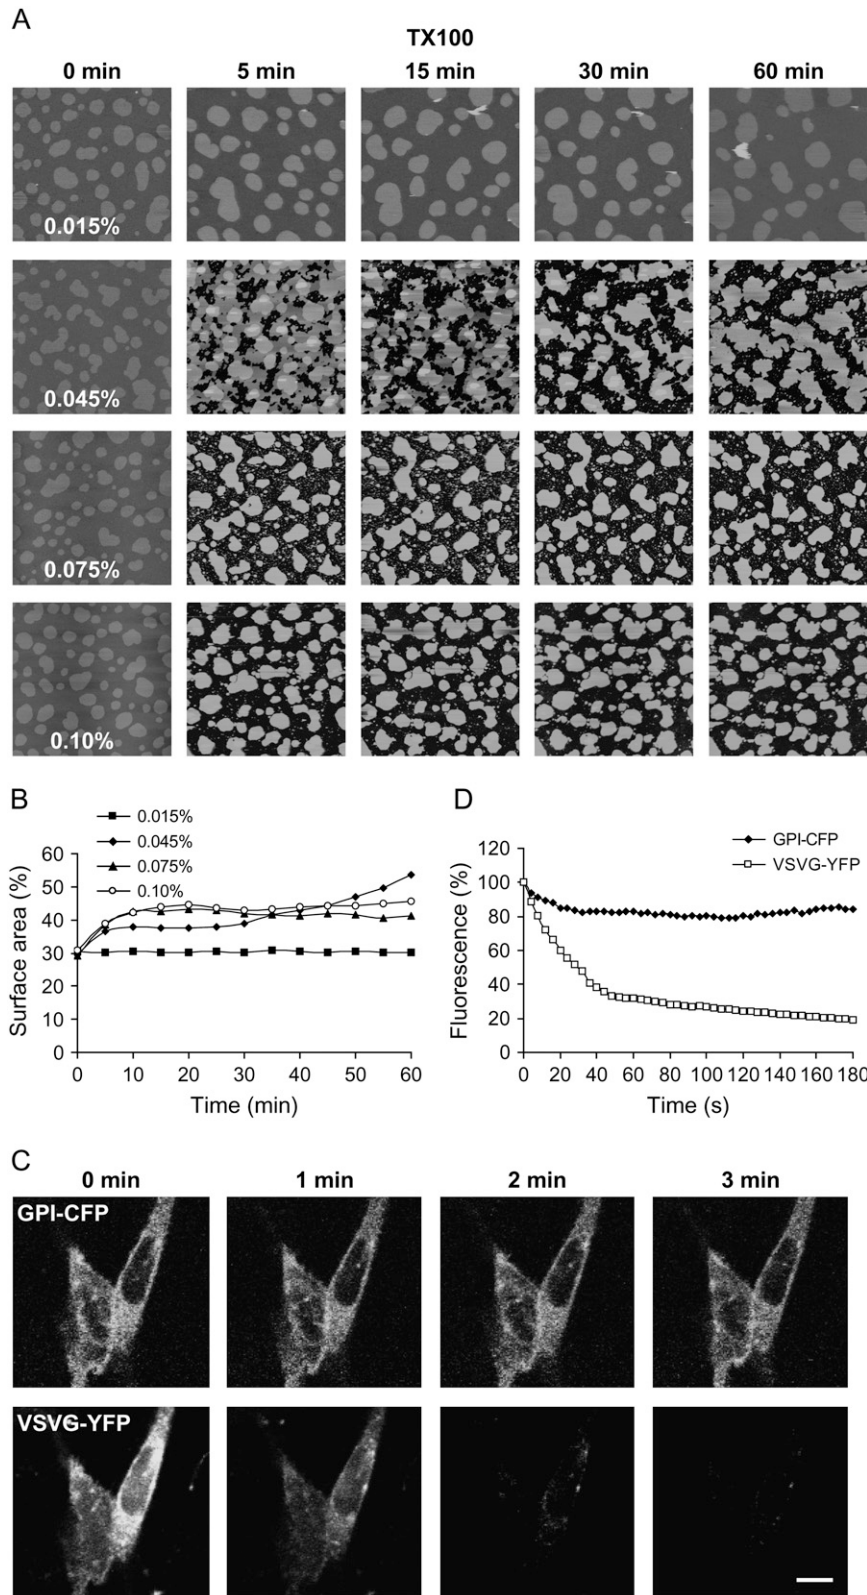 A
TX100
0 min 5 min 15 min 30 min 60 min
0.015%
0.045%
0.075%
0.10%
B
0.015%
0.045%
0.075%
0.10%
Surface area (%)
60
50
40
30
20
10
0
0 10 20 30 40 50 60
Time (min)
D
GPI-CFP
VSVG-YFP
Fluorescence (%)
120
100
80
60
40
20
0
0 20 40 60 80 100 120 140 160 180
Time (s)
C
0 min 1 min 2 min 3 min
GPI-CFP
VSVG-YFP